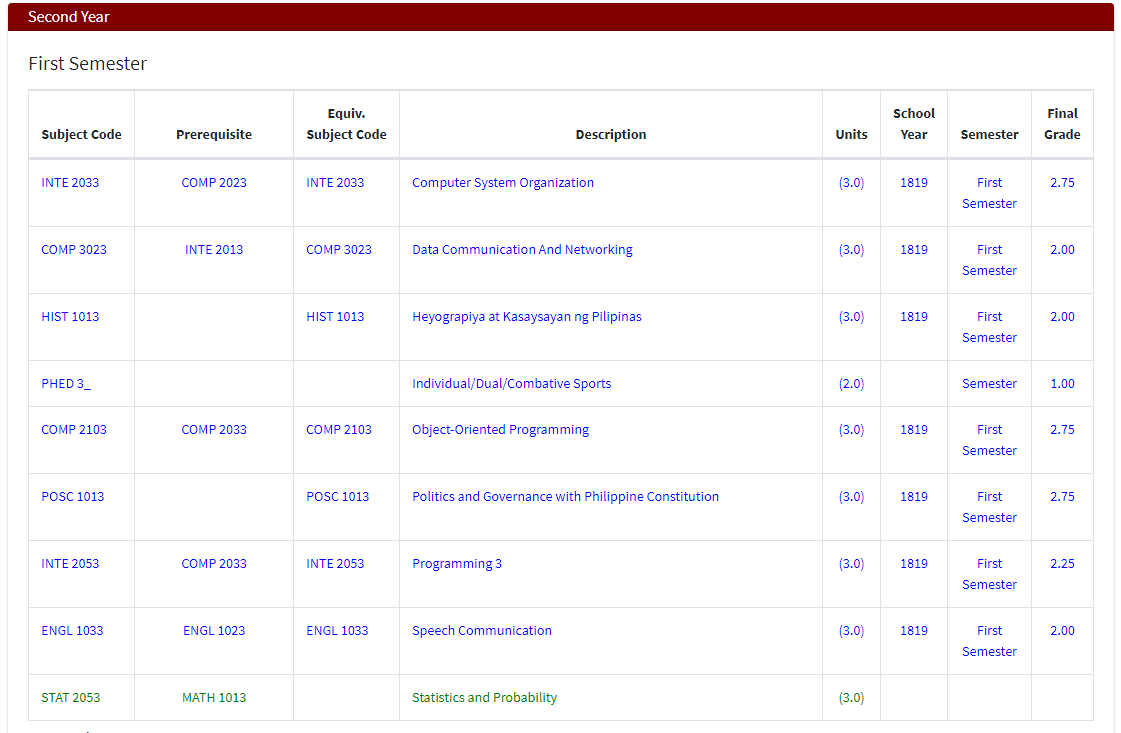 Second Year
First Semester
Subject Code Prerequisite Equiv. Subject Code Description Units School Year Semester Final Grade
INTE 2033 COMP 2023 INTE 2033 Computer System Organization (3.0) 1819 First Semester 2.75
COMP 3023 INTE 2013 COMP 3023 Data Communication And Networking (3.0) 1819 First Semester 2.00
HIST 1013 HIST 1013 Heyograpiya at Kasaysayan ng Pilipinas (3.0) 1819 First Semester 2.00
PHED 3_ Individual/Dual/Combative Sports (2.0) Semester 1.00
COMP 2103 COMP 2033 COMP 2103 Object-Oriented Programming (3.0) 1819 First Semester 2.75
POSC 1013 POSC 1013 Politics and Governance with Philippine Constitution (3.0) 1819 First Semester 2.75
INTE 2053 COMP 2033 INTE 2053 Programming 3 (3.0) 1819 First Semester 2.25
ENGL 1033 ENGL 1023 ENGL 1033 Speech Communication (3.0) 1819 First Semester 2.00
STAT 2053 MATH 1013 Statistics and Probability (3.0)